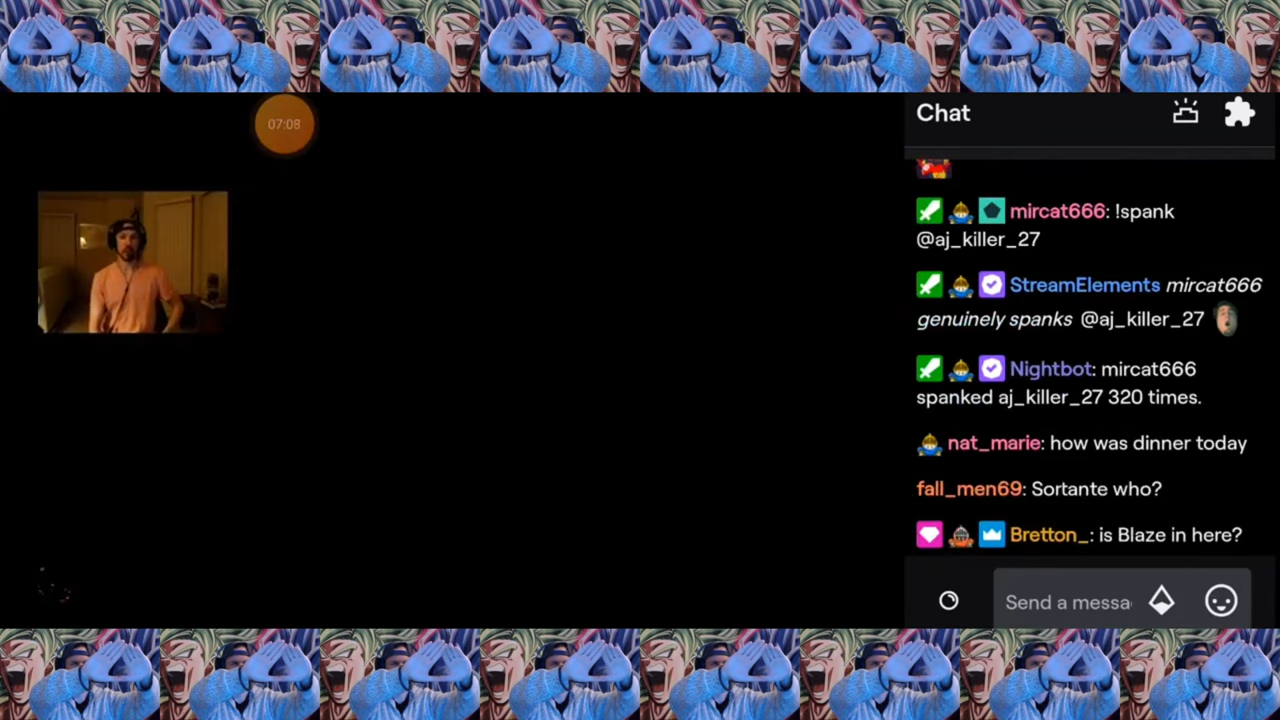 07:08
Chat
mircat666: !spank
@aj_killer_27
StreamElements mircat666
genuinely spanks @aj_killer_27
Nightbot: mircat666
spanked aj_killer_27 320 times.
nat_marie: how was dinner today
fall_men69: Sortante who?
Bretton_: is Blaze in here?
Send a messa